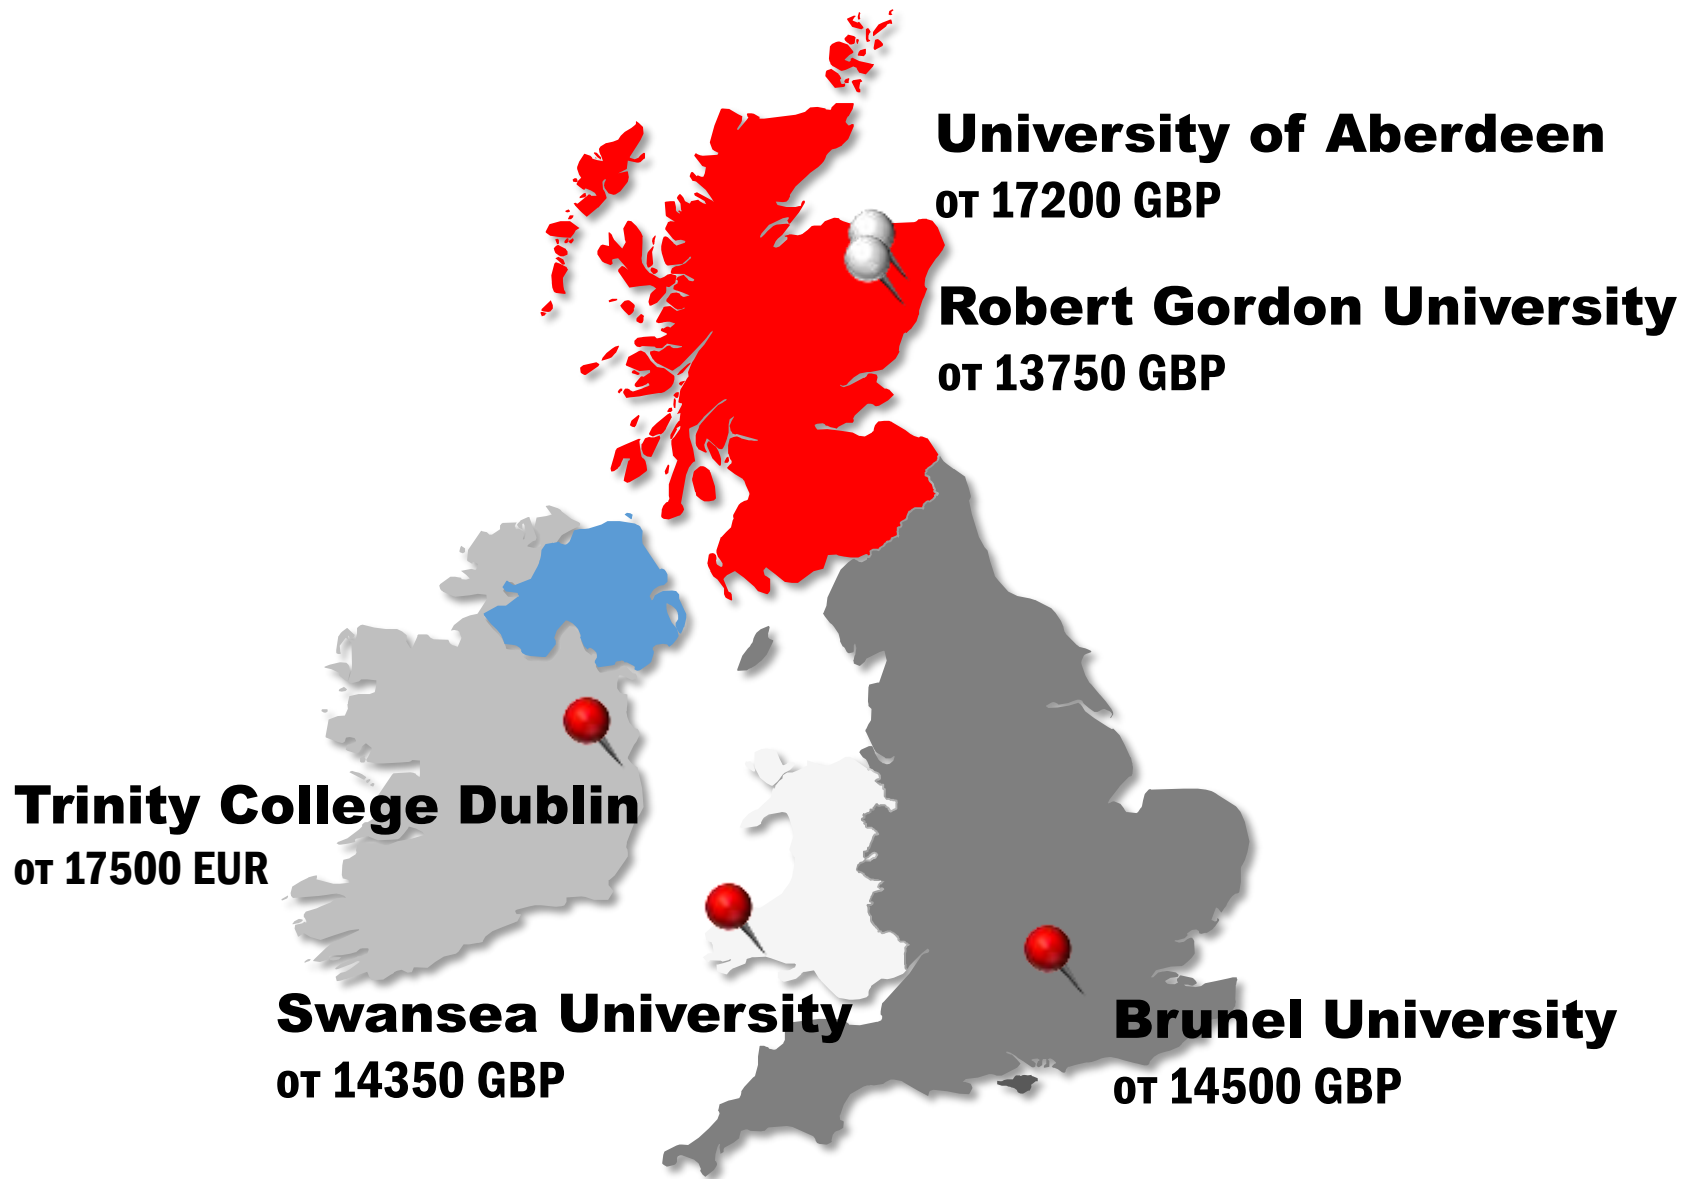 University of Aberdeen
от 17200 GBP
Robert Gordon University
от 13750 GBP
Trinity College Dublin
от 17500 EUR
Swansea University
от 14350 GBP
Brunel University
от 14500 GBP